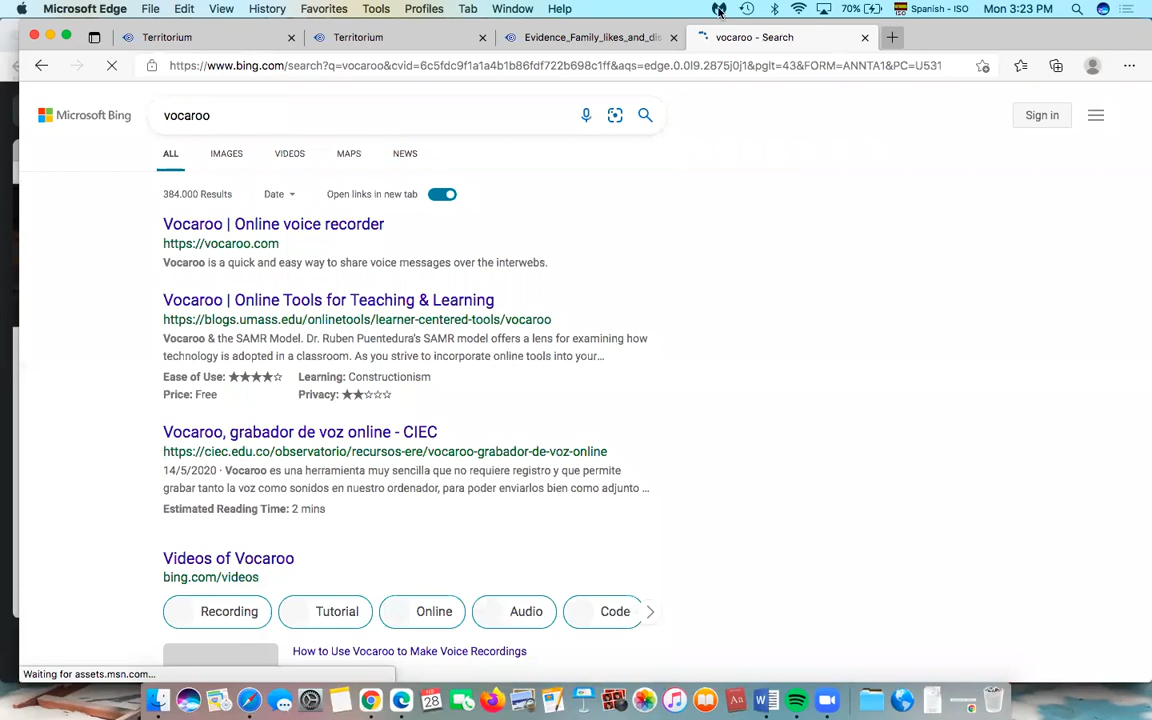 Microsoft Edge File Edit View History Favorites Tools Profiles Tab Window Help 70% Spanish - ISO Mon 3:23 PM
Territorium Territorium Evidence_Family_likes_and_dis vocaroo - Search
https://www.bing.com/search?q=vocaroo&cvid=6c5fdc9f1a1a4b1b86fdf722b698c1ff&aqs=edge.0.0l9.2875j0j1&pglt=43&FORM=ANNTA1&PC=U531
Microsoft Bing vocaroo Sign in
ALL IMAGES VIDEOS MAPS NEWS
384.000 Results Date Open links in new tab
Vocaroo | Online voice recorder
https://vocaroo.com
Vocaroo is a quick and easy way to share voice messages over the interwebs.
Vocaroo | Online Tools for Teaching & Learning
https://blogs.umass.edu/onlinetools/learner-centered-tools/vocaroo
Vocaroo & the SAMR Model. Dr. Ruben Puentedura's SAMR model offers a lens for examining how
technology is adopted in a classroom. As you strive to incorporate online tools into your...
Ease of Use: ★★★★☆ Learning: Constructionism
Price: Free Privacy: ★★☆☆☆
Vocaroo, grabador de voz online - CIEC
https://ciec.edu.co/observatorio/recursos-ere/vocaroo-grabador-de-voz-online
14/5/2020 · Vocaroo es una herramienta muy sencilla que no requiere registro y que permite
grabar tanto la voz como sonidos en nuestro ordenador, para poder enviarlos bien como adjunto ...
Estimated Reading Time: 2 mins
Videos of Vocaroo
bing.com/videos
Recording Tutorial Online Audio Code
How to Use Vocaroo to Make Voice Recordings
Waiting for assets.msn.com...
28